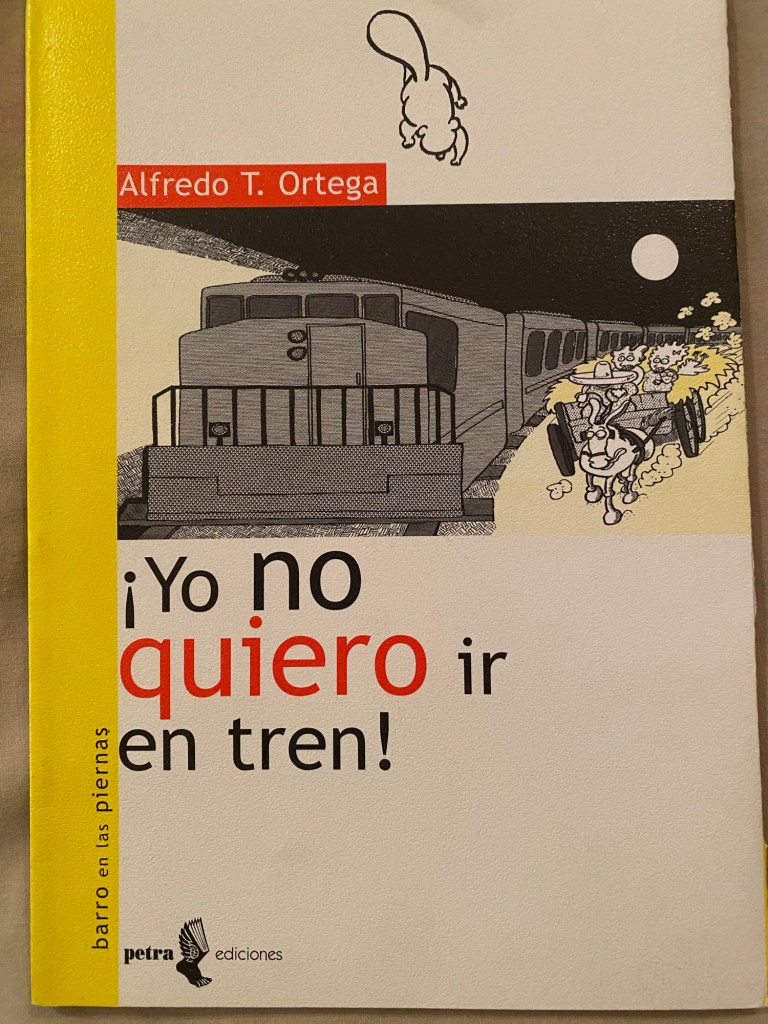 Alfredo T. Ortega
¡Yo no
quiero ir
en tren!
barro en las piernas
petra ediciones